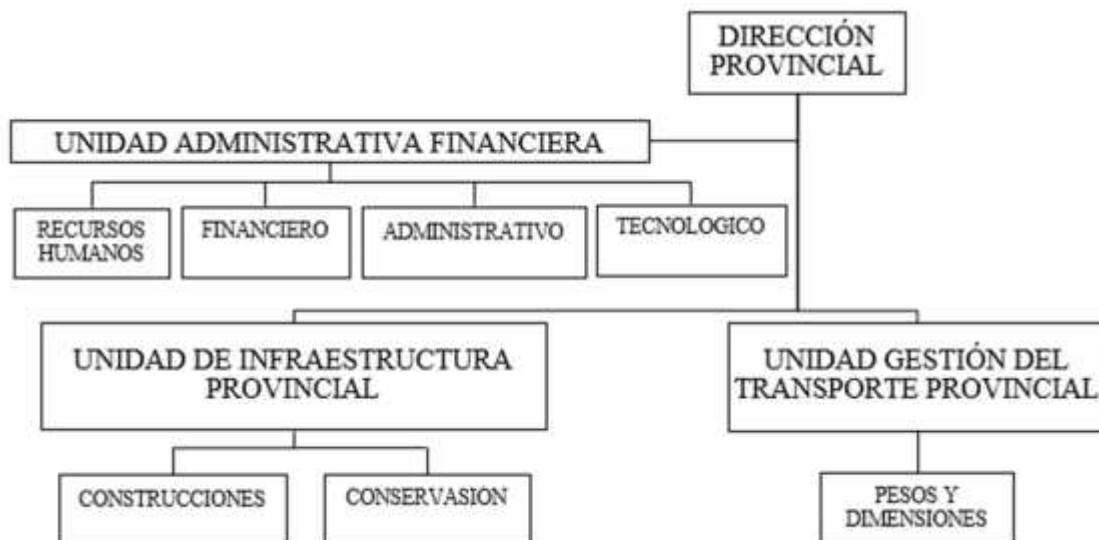 DIRECCIÓN
PROVINCIAL
UNIDAD ADMINISTRATIVA FINANCIERA
RECURSOS
HUMANOS
FINANCIERO
ADMINISTRATIVO
TECNOLOGICO
UNIDAD DE INFRAESTRUCTURA
PROVINCIAL
UNIDAD GESTIÓN DEL
TRANSPORTE PROVINCIAL
CONSTRUCCIONES
CONSERVASION
PESOS Y
DIMENSIONES